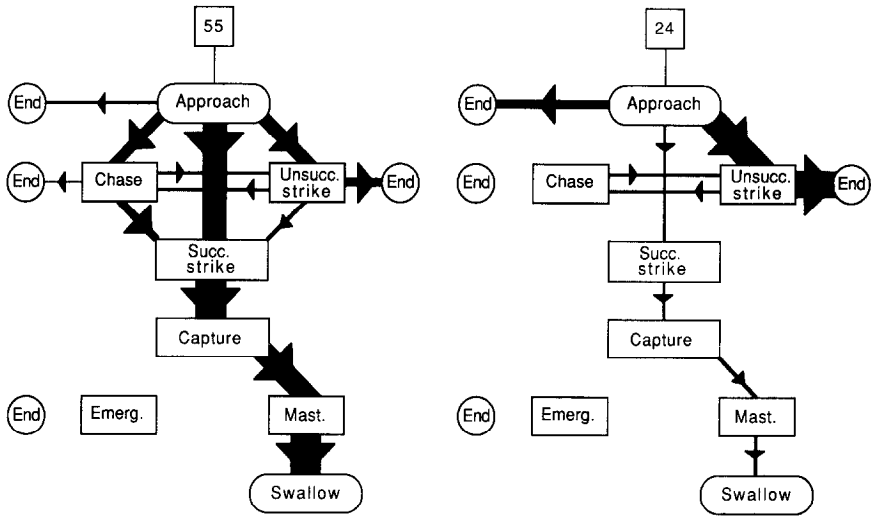 55
End
Approach
End
Chase
Unsucc.
strike
End
Succ.
strike
Capture
End
Emerg.
Mast.
Swallow
24
End
Approach
End
Chase
Unsucc.
strike
End
Succ.
strike
Capture
End
Emerg.
Mast.
Swallow